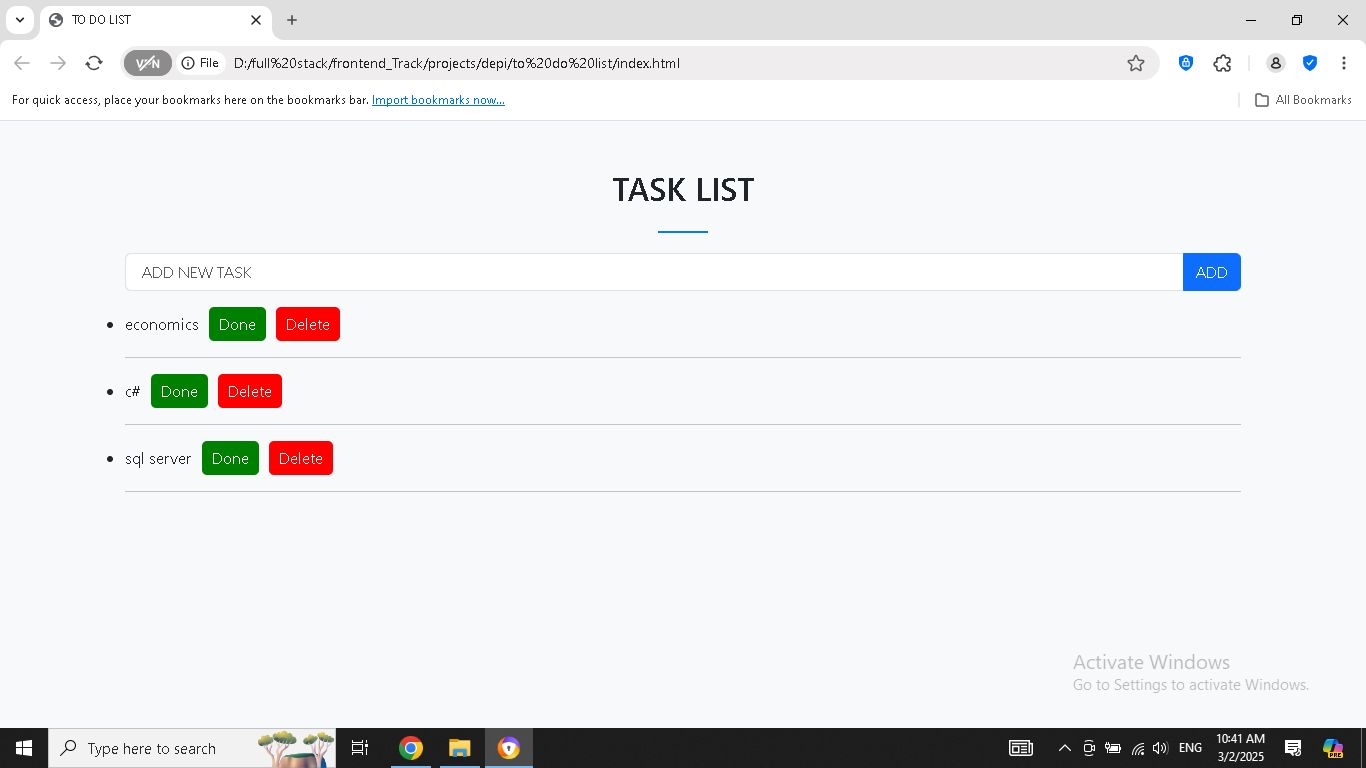 TO DO LIST
VPN
File
D:/full%20stack/frontend_Track/projects/depi/to%20do%20list/index.html
For quick access, place your bookmarks here on the bookmarks bar. Import bookmarks now...
All Bookmarks
TASK LIST
ADD NEW TASK
ADD
economics Done Delete
c# Done Delete
sql server Done Delete
Activate Windows
Go to Settings to activate Windows.
Type here to search
ENG
10:41 AM
3/2/2025
PRE